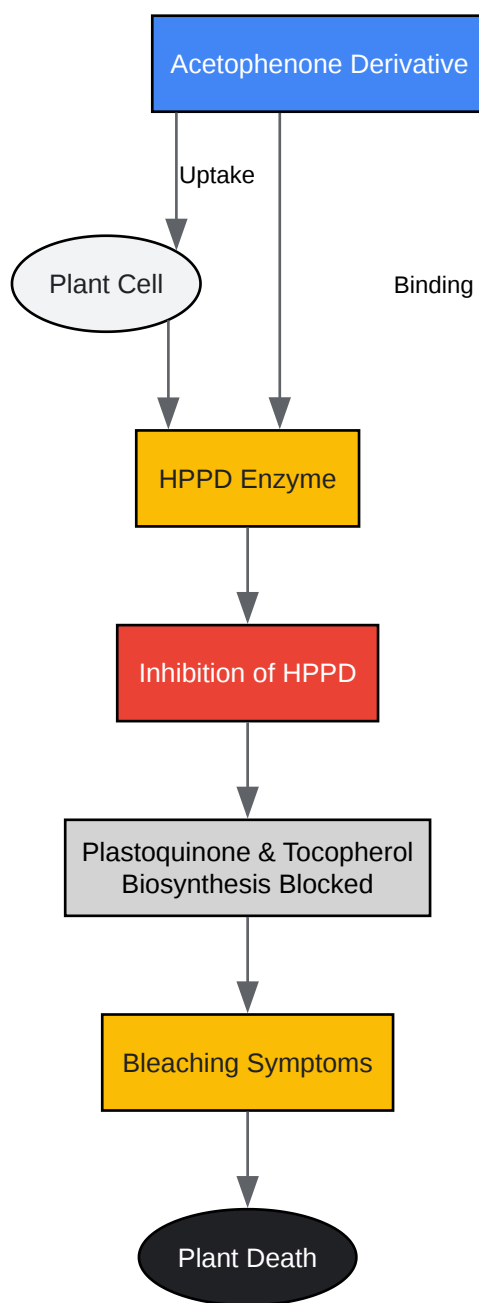 Acetophenone Derivative
Uptake
Plant Cell
Binding
HPPD Enzyme
Inhibition of HPPD
Plastoquinone & Tocopherol
Biosynthesis Blocked
Bleaching Symptoms
Plant Death